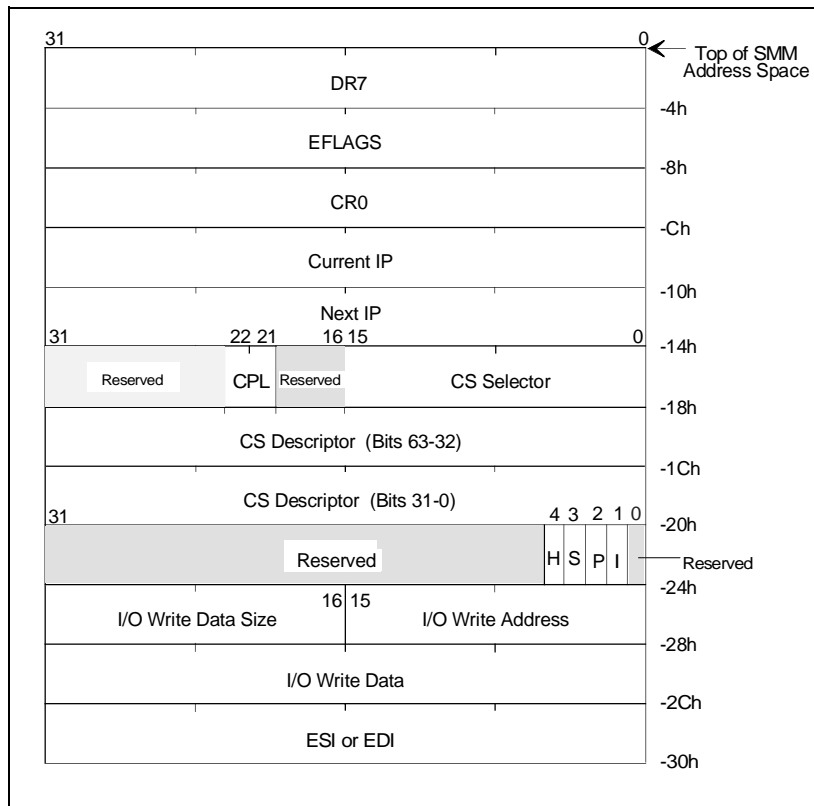 31 0
Top of SMM
Address Space
DR7
-4h
EFLAGS
-8h
CR0
-Ch
Current IP
-10h
Next IP
31 22 21 16 15 0
-14h
Reserved CPL Reserved CS Selector
-18h
CS Descriptor (Bits 63-32)
-1Ch
CS Descriptor (Bits 31-0)
31 4 3 2 1 0
-20h
Reserved H S P I Reserved
-24h
16 15
I/O Write Data Size I/O Write Address
-28h
I/O Write Data
-2Ch
ESI or EDI
-30h